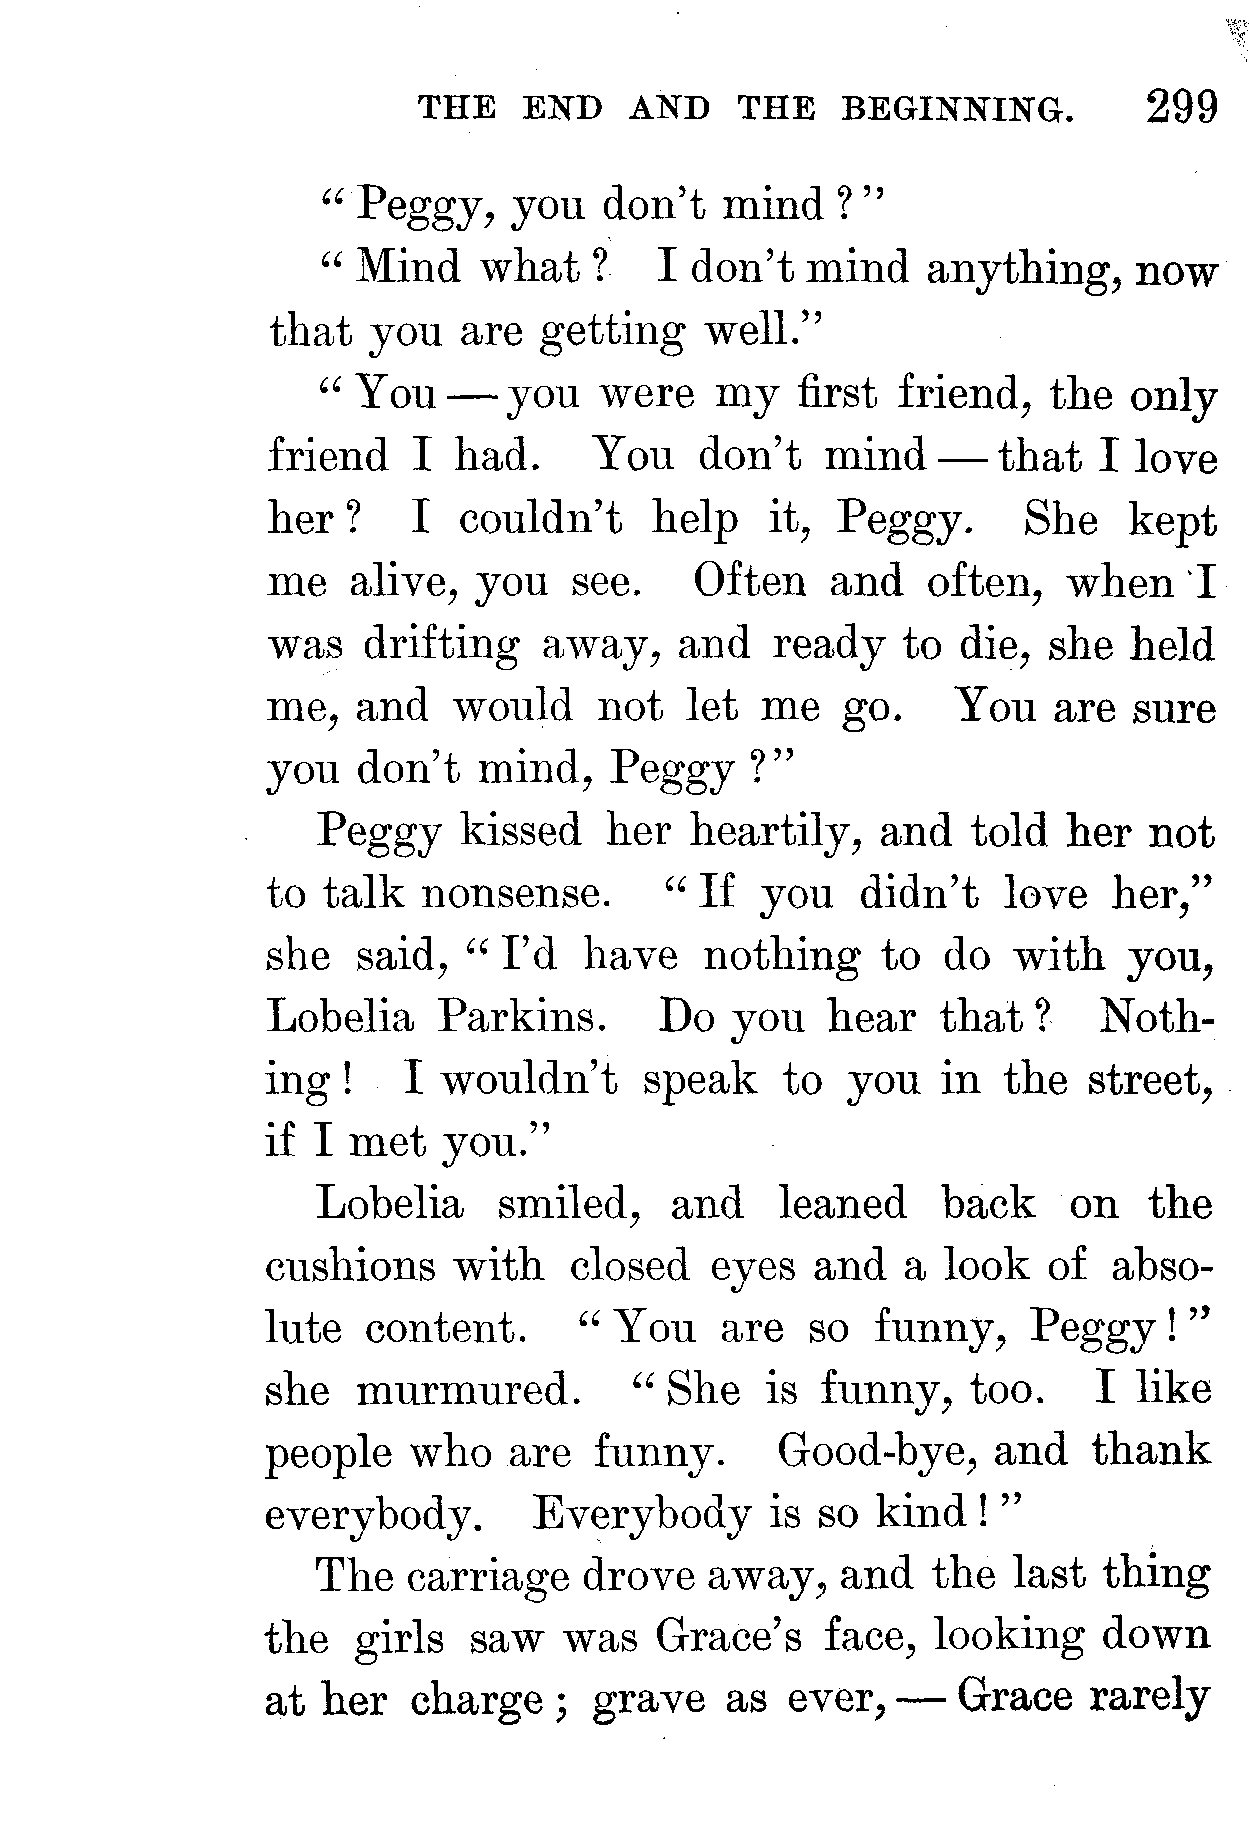 THE END AND THE BEGINNING. 299
“Peggy, you don’t mind?”
“Mind what? I don’t mind anything, now
that you are getting well.”
“You — you were my first friend, the only
friend I had. You don’t mind — that I love
her? I couldn’t help it, Peggy. She kept
me alive, you see. Often and often, when I
was drifting away, and ready to die, she held
me, and would not let me go. You are sure
you don’t mind, Peggy?”
Peggy kissed her heartily, and told her not
to talk nonsense. “If you didn’t love her,”
she said, “I’d have nothing to do with you,
Lobelia Parkins. Do you hear that? Noth-
ing! I wouldn’t speak to you in the street,
if I met you.”
Lobelia smiled, and leaned back on the
cushions with closed eyes and a look of abso-
lute content. “You are so funny, Peggy!”
she murmured. “She is funny, too. I like
people who are funny. Good-bye, and thank
everybody. Everybody is so kind!”
The carriage drove away, and the last thing
the girls saw was Grace’s face, looking down
at her charge; grave as ever, — Grace rarely